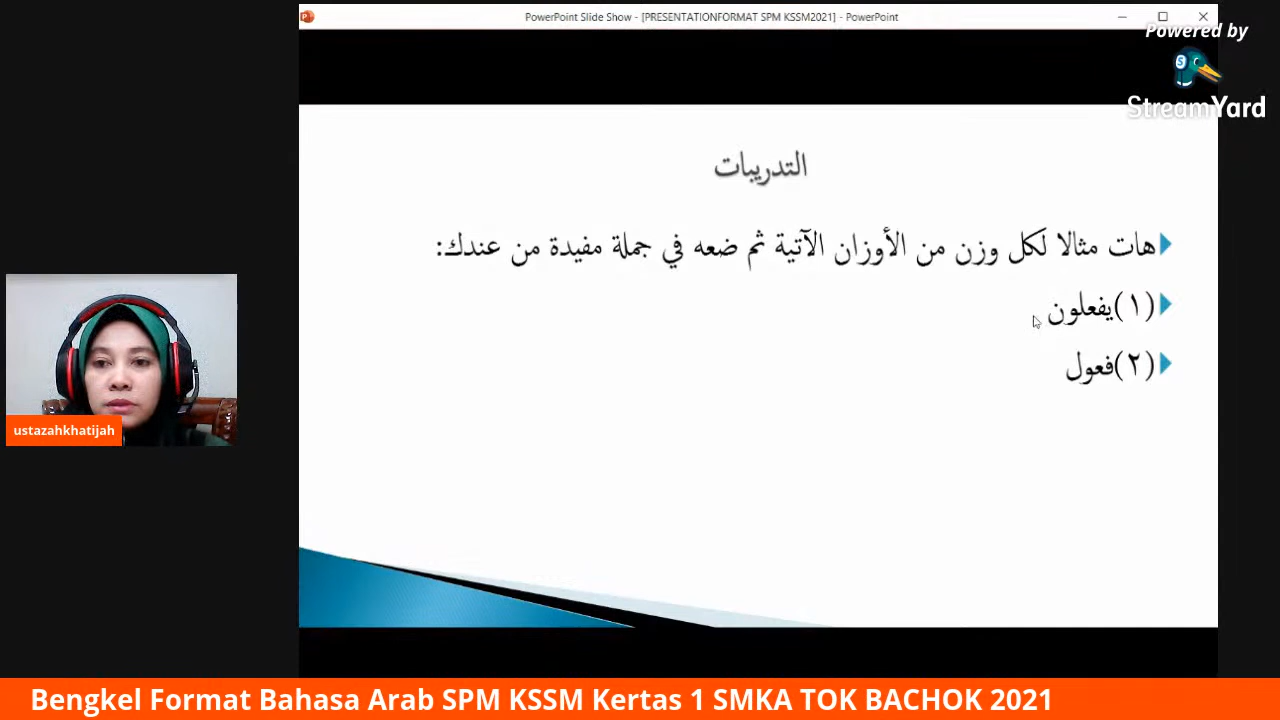 PowerPoint Slide Show - [PRESENTATIONFORMAT SPM KSSM2021] - PowerPoint
Powered by
StreamYard
التدريبات
هات مثالا لكل وزن من الأوزان الآتية ثم ضعه في جملة مفيدة من عندك:
(١)يفعلون
(٢)فعول
ustazahkhatijah
Bengkel Format Bahasa Arab SPM KSSM Kertas 1 SMKA TOK BACHOK 2021